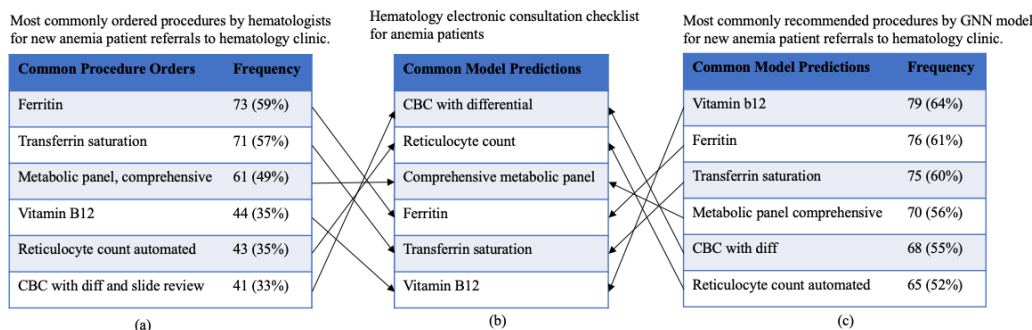 Most commonly ordered procedures by hematologists
for new anemia patient referrals to hematology clinic.
Common Procedure Orders Frequency
Ferritin 73 (59%)
Transferrin saturation 71 (57%)
Metabolic panel, comprehensive 61 (49%)
Vitamin B12 44 (35%)
Reticulocyte count automated 43 (35%)
CBC with diff and slide review 41 (33%)
(a)
Hematology electronic consultation checklist
for anemia patients
Common Model Predictions
CBC with differential
Reticulocyte count
Comprehensive metabolic panel
Ferritin
Transferrin saturation
Vitamin B12
(b)
Most commonly recommended procedures by GNN model
for new anemia patient referrals to hematology clinic.
Common Model Predictions Frequency
Vitamin b12 79 (64%)
Ferritin 76 (61%)
Transferrin saturation 75 (60%)
Metabolic panel comprehensive 70 (56%)
CBC with diff 68 (55%)
Reticulocyte count automated 65 (52%)
(c)